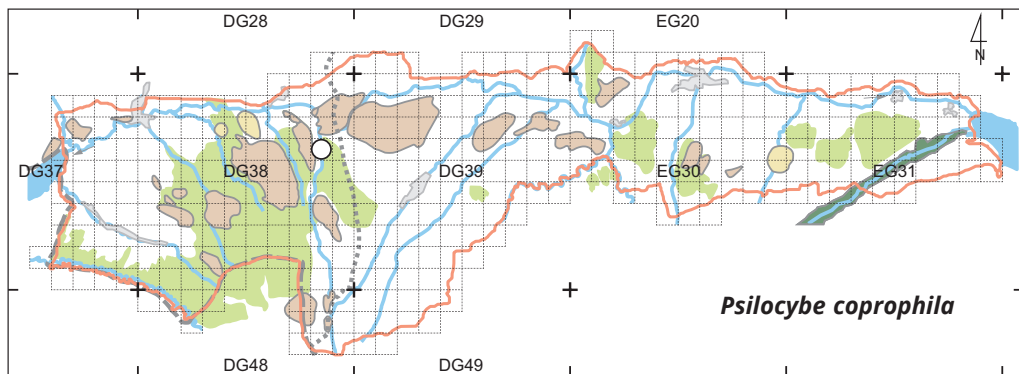 DG28 DG29 EG20
N
DG37 DG38 DG39 EG30 EG31
Psilocybe coprophila
DG48 DG49